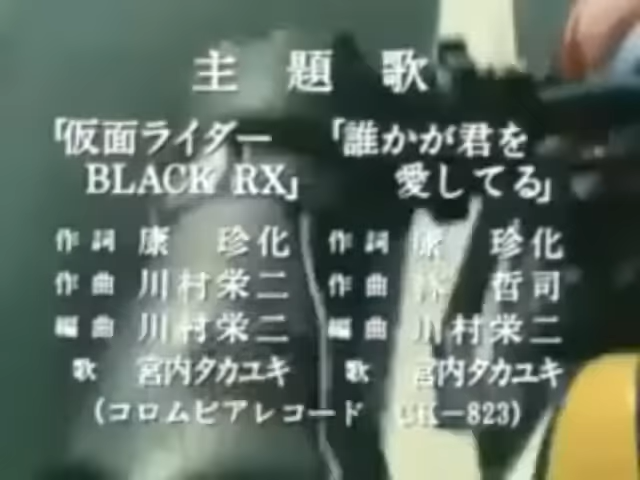 主題歌
「仮面ライダー
BLACK RX」
作詞 康 珍化
作曲 川村栄二
編曲 川村栄二
歌 宮内タカユキ
「誰かが君を
愛してる」
作詞 康 珍化
作曲 林 哲司
編曲 川村栄二
歌 宮内タカユキ
(コロムビアレコード CK-823)